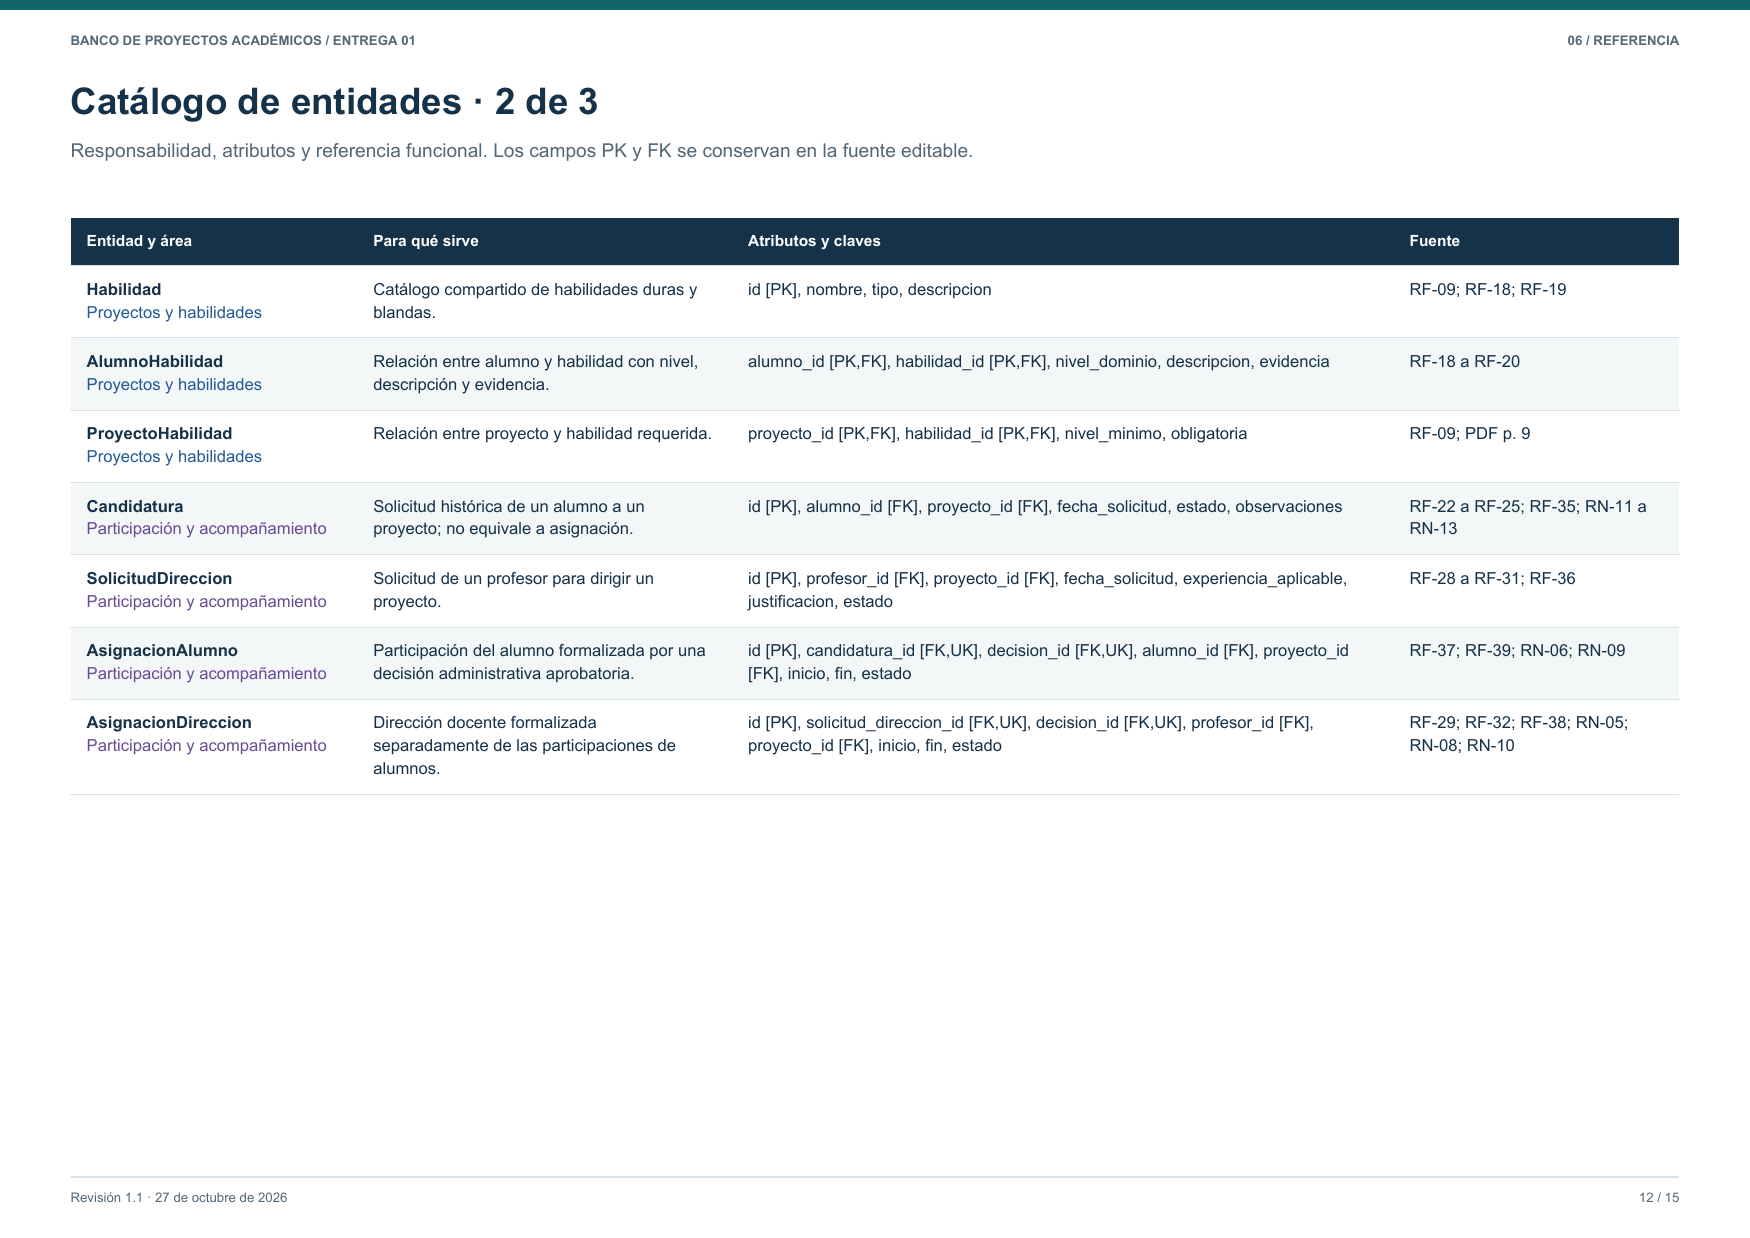 BANCO DE PROYECTOS ACADÉMICOS / ENTREGA 01
06 / REFERENCIA
Catálogo de entidades · 2 de 3
Responsabilidad, atributos y referencia funcional. Los campos PK y FK se conservan en la fuente editable.
Entidad y área
Para qué sirve
Atributos y claves
Fuente
Habilidad
Proyectos y habilidades
Catálogo compartido de habilidades duras y
blandas.
id [PK], nombre, tipo, descripcion
RF-09; RF-18; RF-19
AlumnoHabilidad
Proyectos y habilidades
Relación entre alumno y habilidad con nivel,
descripción y evidencia.
alumno_id [PK,FK], habilidad_id [PK,FK], nivel_dominio, descripcion, evidencia
RF-18 a RF-20
ProyectoHabilidad
Proyectos y habilidades
Relación entre proyecto y habilidad requerida.
proyecto_id [PK,FK], habilidad_id [PK,FK], nivel_minimo, obligatoria
RF-09; PDF p. 9
Candidatura
Participación y acompañamiento
Solicitud histórica de un alumno a un
proyecto; no equivale a asignación.
id [PK], alumno_id [FK], proyecto_id [FK], fecha_solicitud, estado, observaciones
RF-22 a RF-25; RF-35; RN-11 a
RN-13
SolicitudDireccion
Participación y acompañamiento
Solicitud de un profesor para dirigir un
proyecto.
id [PK], profesor_id [FK], proyecto_id [FK], fecha_solicitud, experiencia_aplicable,
justificacion, estado
RF-28 a RF-31; RF-36
AsignacionAlumno
Participación y acompañamiento
Participación del alumno formalizada por una
decisión administrativa aprobatoria.
id [PK], candidatura_id [FK,UK], decision_id [FK,UK], alumno_id [FK], proyecto_id
[FK], inicio, fin, estado
RF-37; RF-39; RN-06; RN-09
AsignacionDireccion
Participación y acompañamiento
Dirección docente formalizada
separadamente de las participaciones de
alumnos.
id [PK], solicitud_direccion_id [FK,UK], decision_id [FK,UK], profesor_id [FK],
proyecto_id [FK], inicio, fin, estado
RF-29; RF-32; RF-38; RN-05;
RN-08; RN-10
Revisión 1.1 · 27 de octubre de 2026
12 / 15